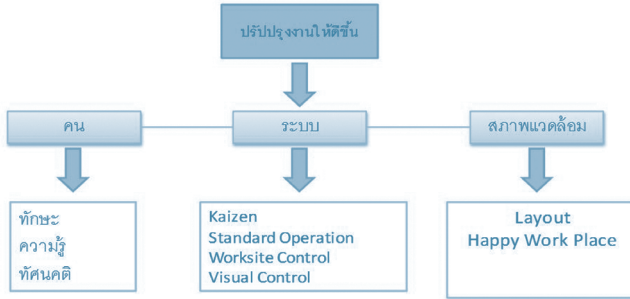 ปรับปรุงงานให้ดีขึ้น
คน
ระบบ
สภาพแวดล้อม
ทักษะ
ความรู้
ทัศนคติ
Kaizen
Standard Operation
Worksite Control
Visual Control
Layout
Happy Work Place